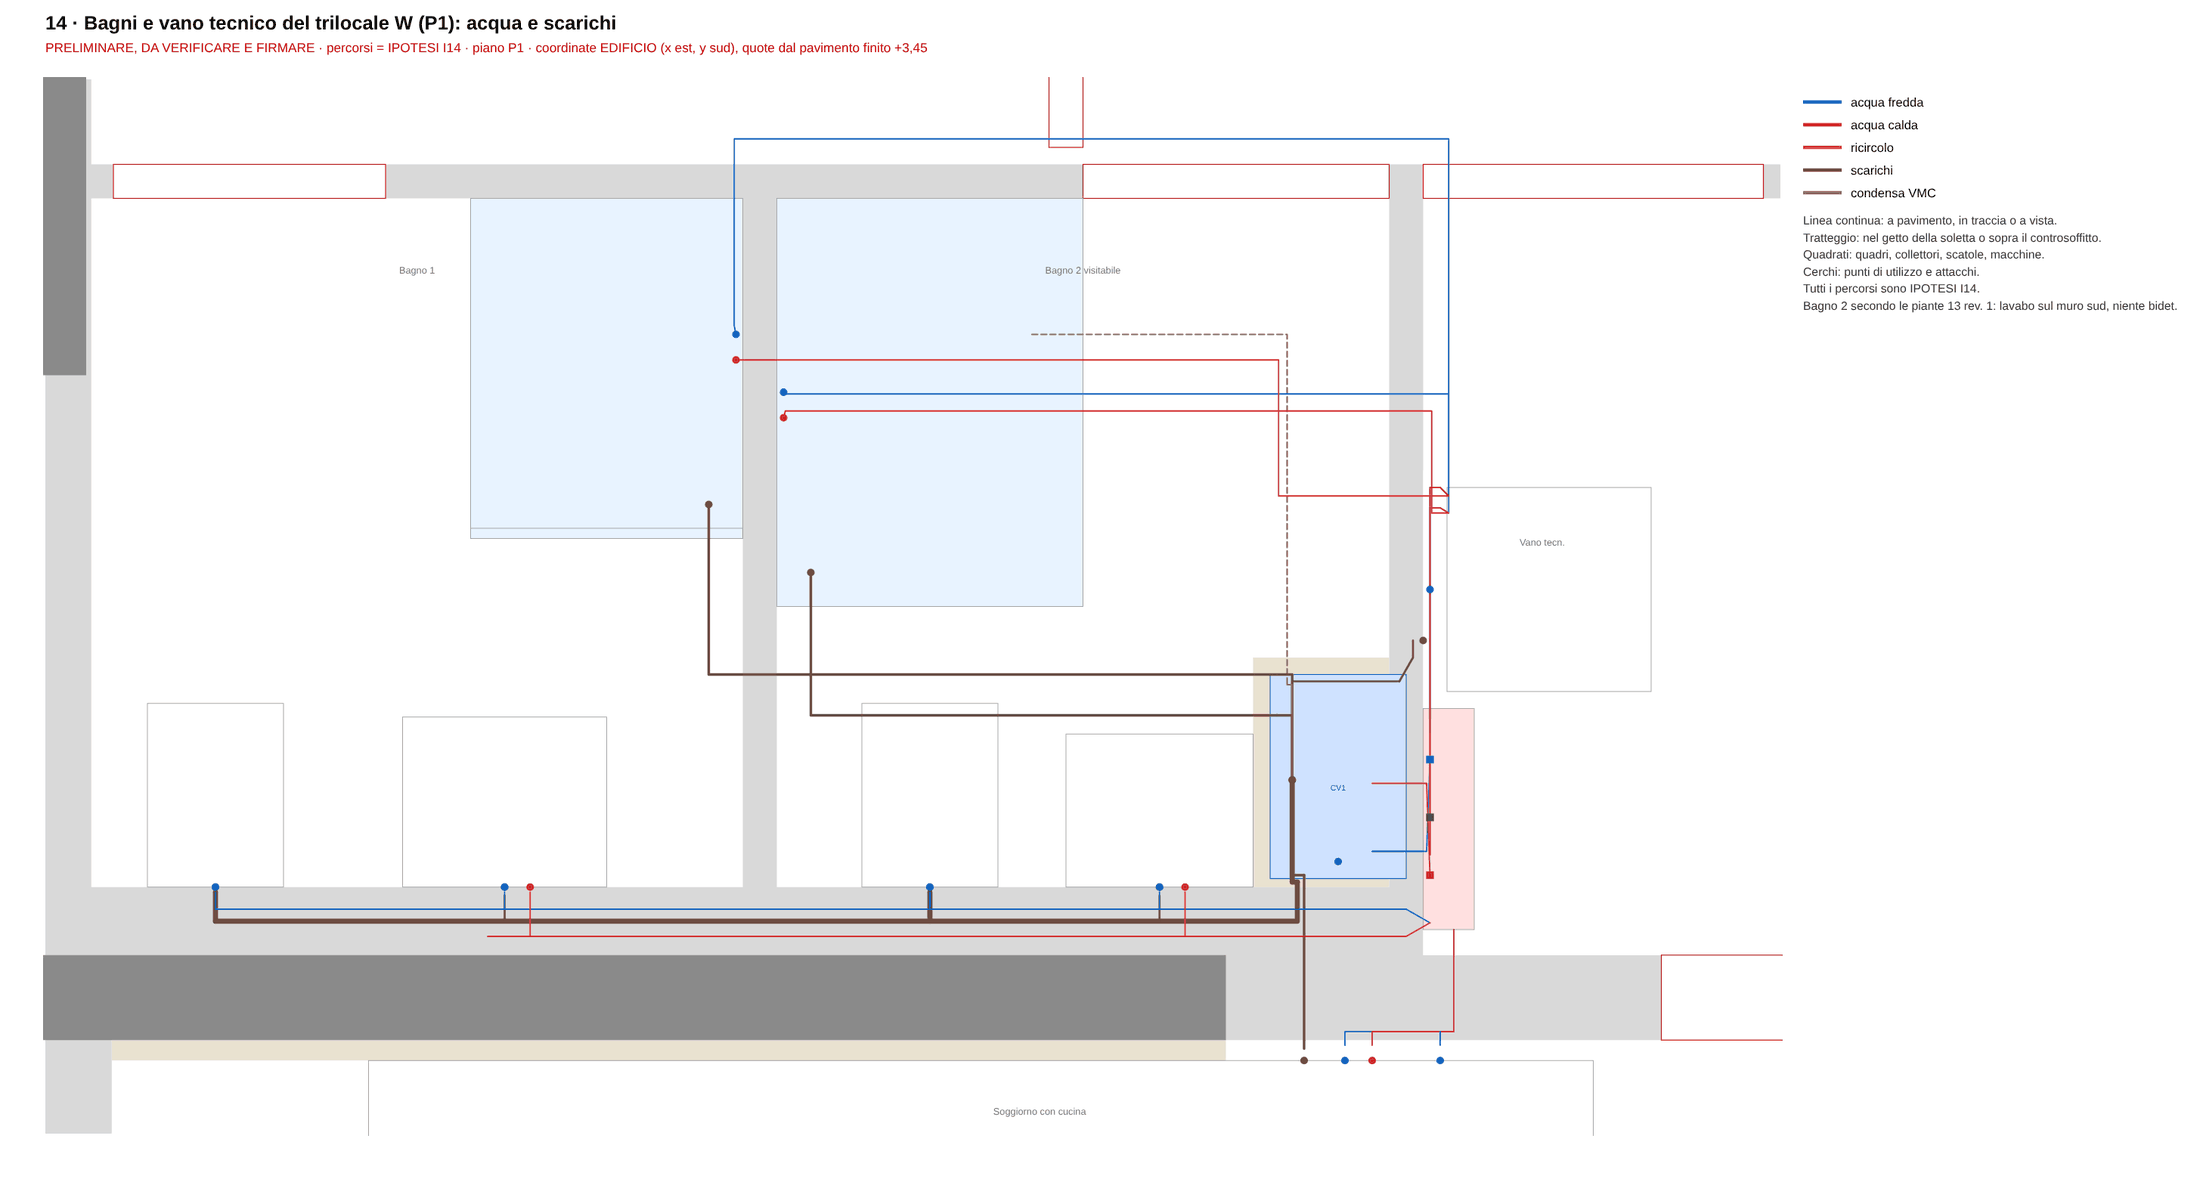 14 · Bagni e vano tecnico del trilocale W (P1): acqua e scarichi
PRELIMINARE, DA VERIFICARE E FIRMARE · percorsi = IPOTESI I14 · piano P1 · coordinate EDIFICIO (x est, y sud), quote dal pavimento finito +3,45
acqua fredda
acqua calda
ricircolo
scarichi
condensa VMC
Linea continua: a pavimento, in traccia o a vista.
Tratteggio: nel getto della soletta o sopra il controsoffitto.
Quadrati: quadri, collettori, scatole, macchine.
Cerchi: punti di utilizzo e attacchi.
Tutti i percorsi sono IPOTESI I14.
Bagno 2 secondo le piante 13 rev. 1: lavabo sul muro sud, niente bidet.
Bagno 1
Bagno 2 visitabile
Vano tecn.
CV1
Soggiorno con cucina